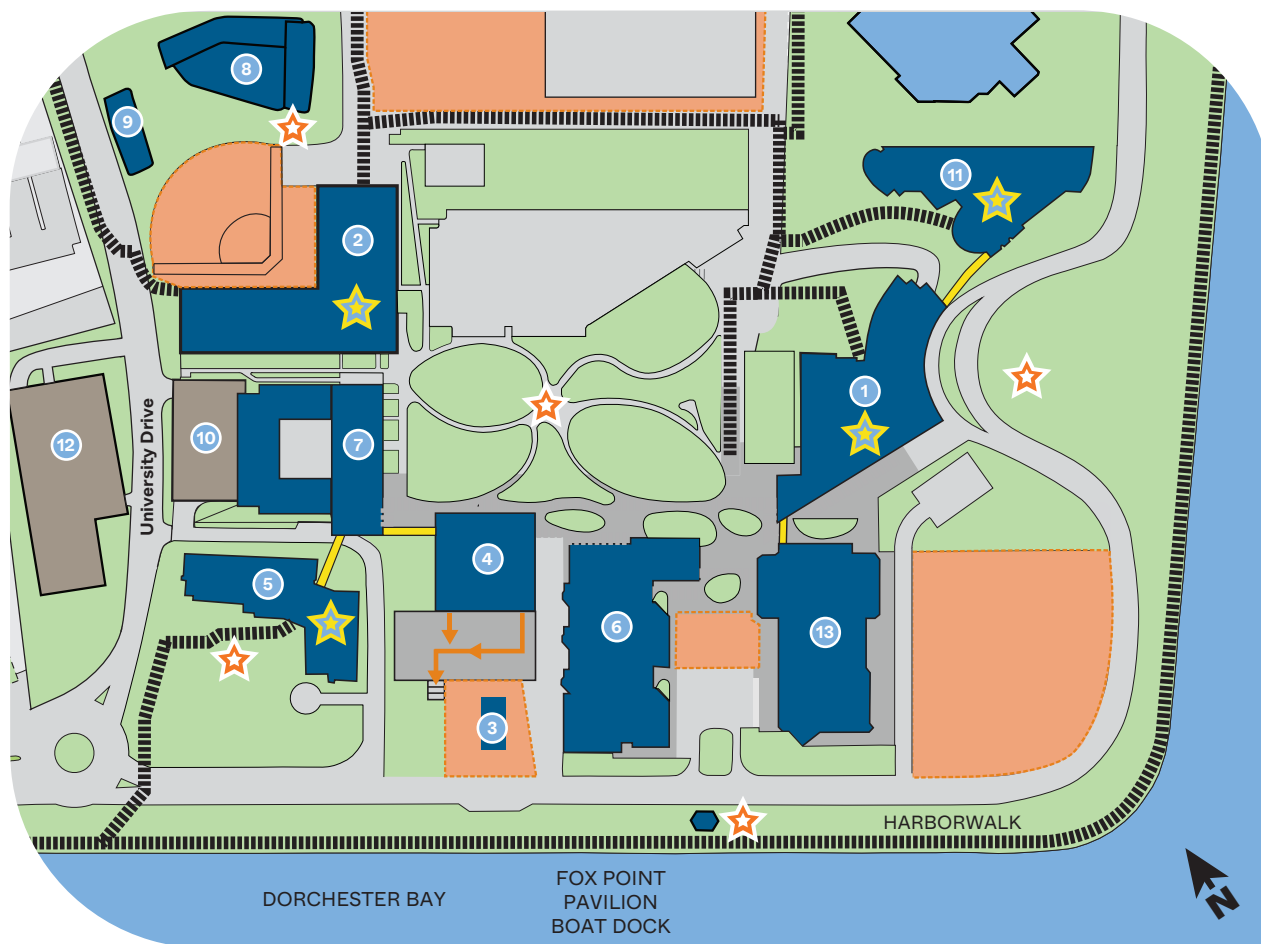 8
9
11
2
1
7
10
12
University Drive
4
5
6
13
3
HARBORWALK
DORCHESTER BAY
FOX POINT
PAVILION
BOAT DOCK
N